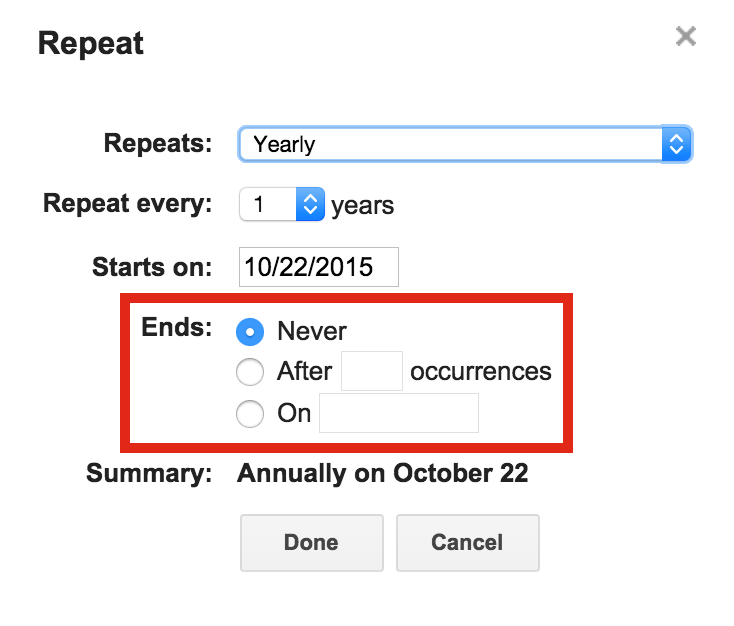 Repeat
Repeats: Yearly
Repeat every: 1 years
Starts on: 10/22/2015
Ends: Never
After occurrences
On
Summary: Annually on October 22
Done Cancel